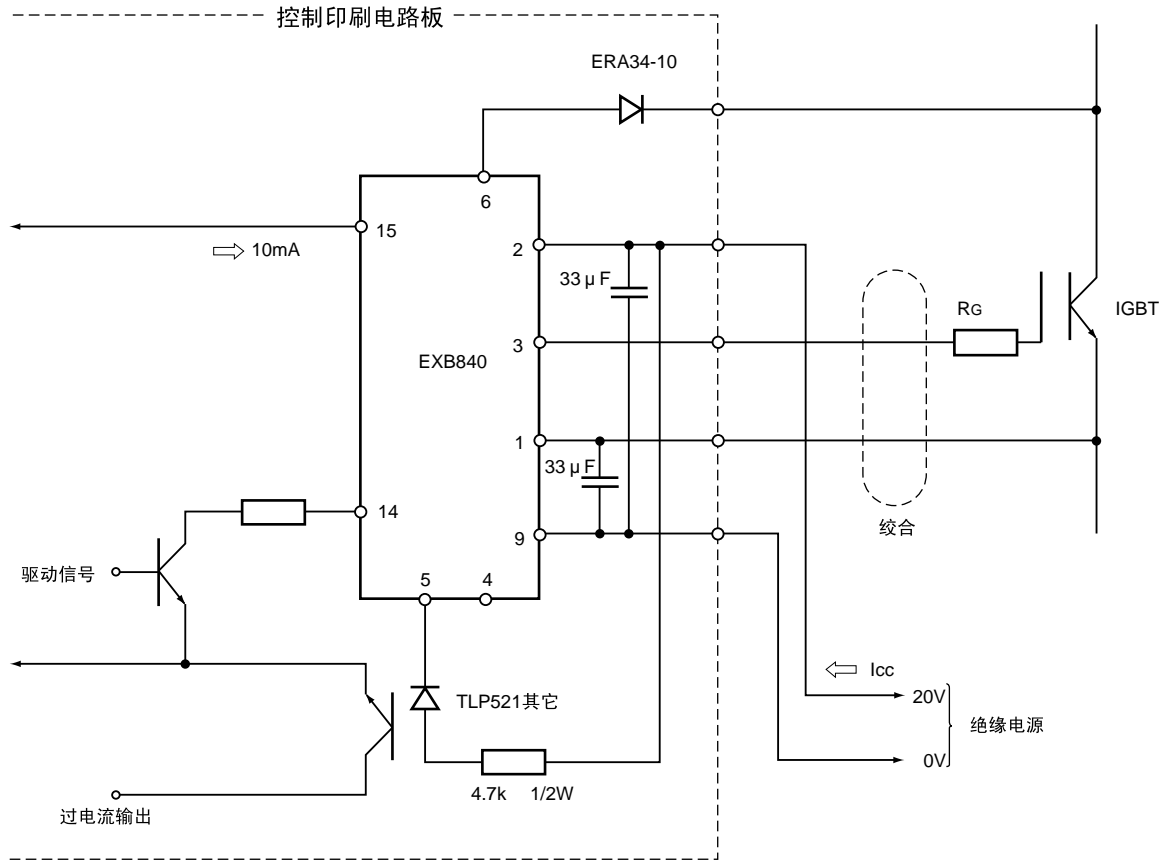 控制印刷电路板
ERA34-10
6
15
10mA
2
33μF
RG
IGBT
3
EXB840
1
33μF
14
9
绞合
驱动信号
5
4
Icc
TLP521其它
20V
绝缘电源
0V
4.7k 1/2W
过电流输出